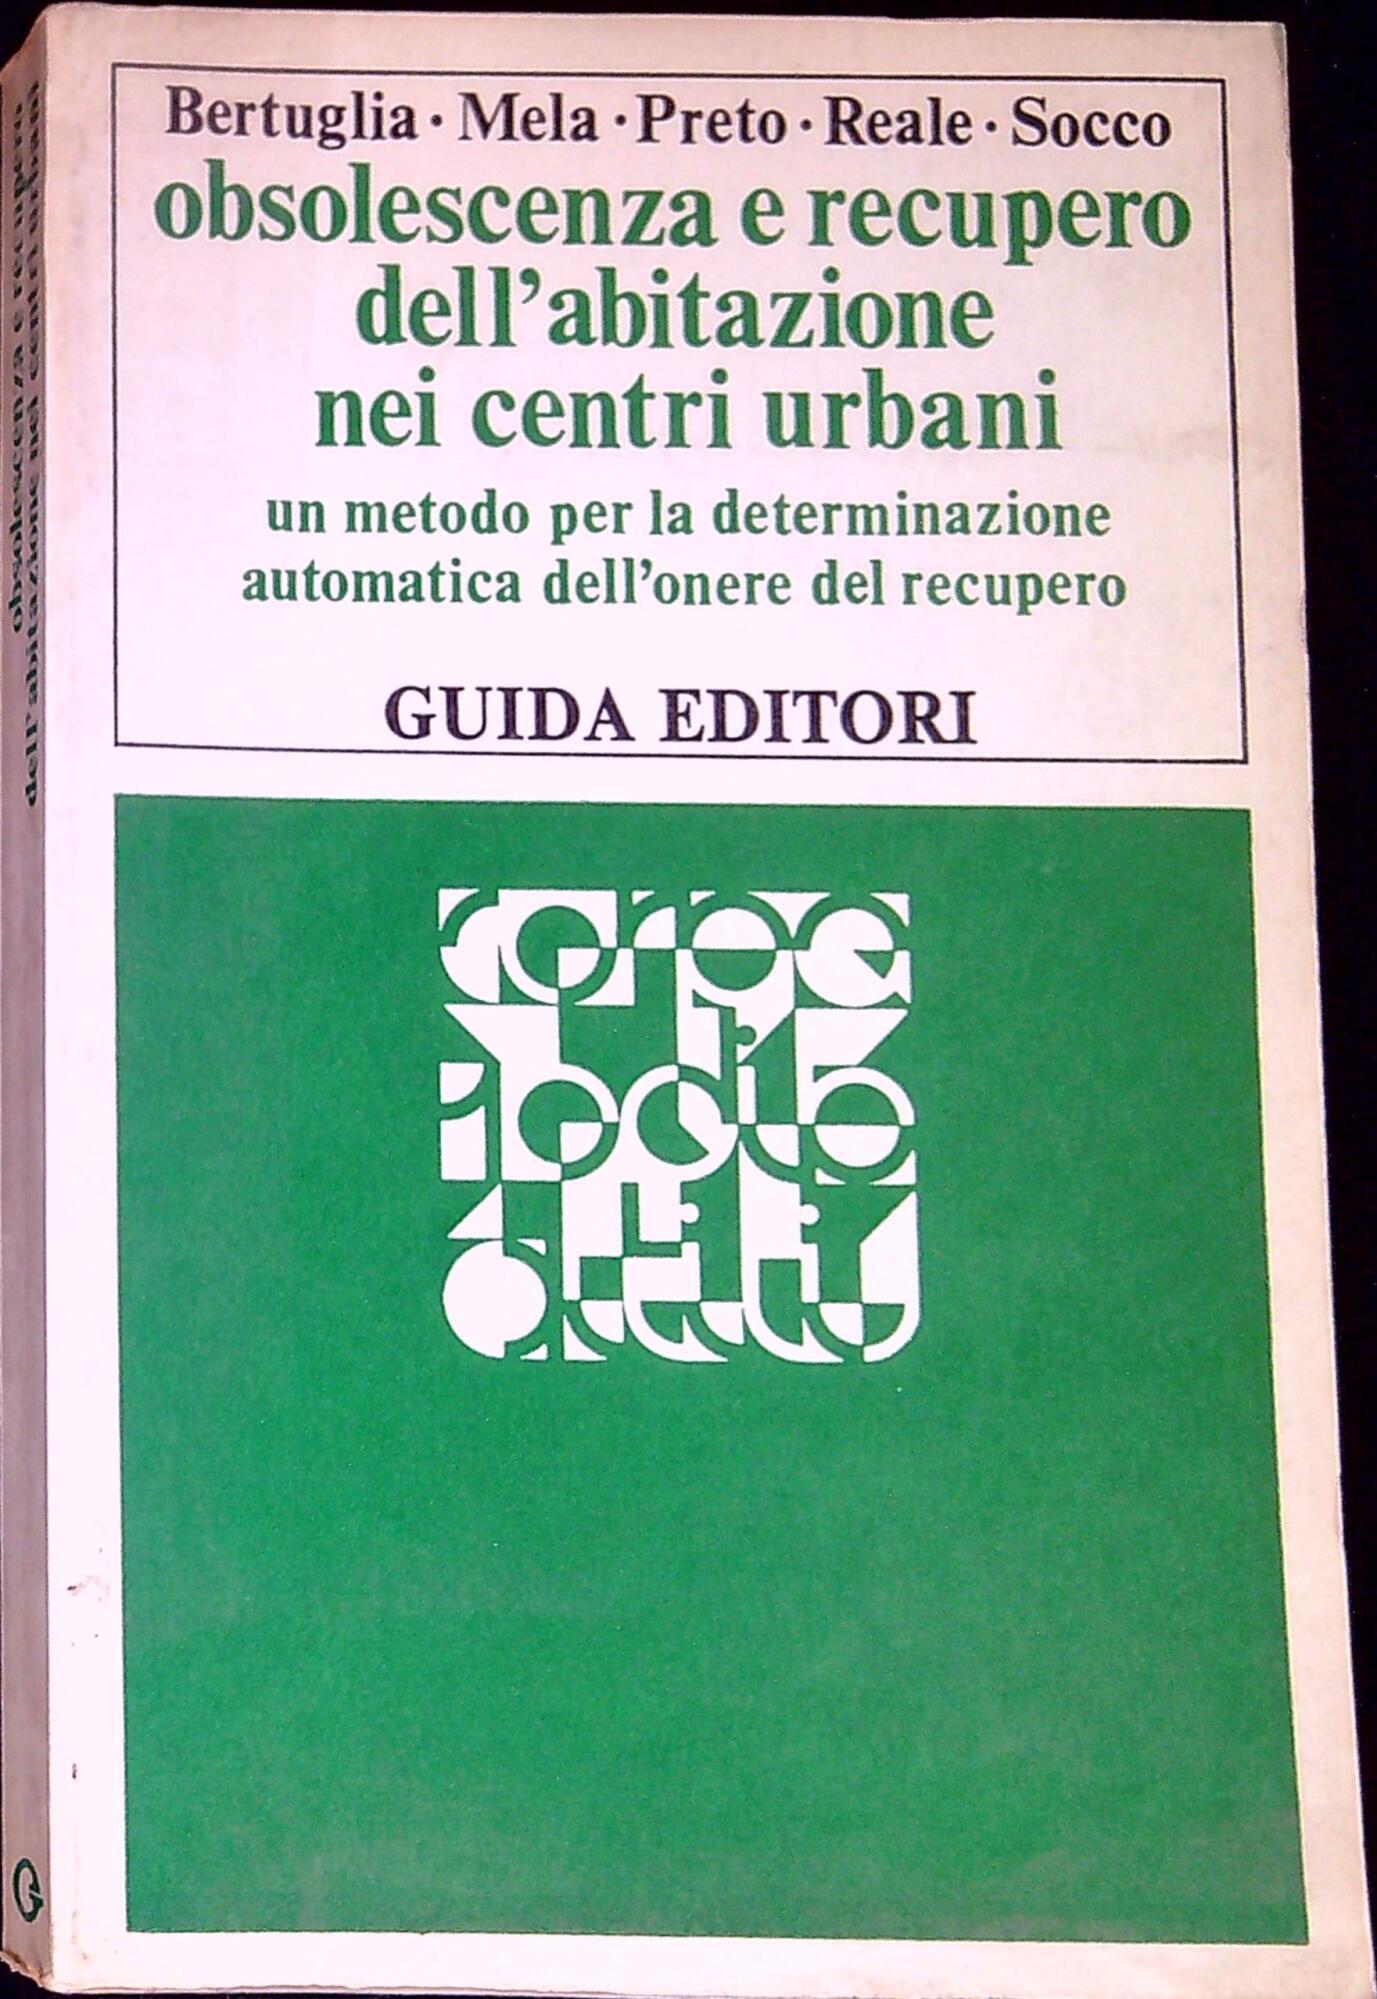 Bertuglia · Mela · Preto · Reale · Socco
obsolescenza e recupero
dell'abitazione
nei centri urbani
un metodo per la determinazione
automatica dell'onere del recupero
GUIDA EDITORI
obsolescenza e recupero
dell'abitazione nei centri urbani